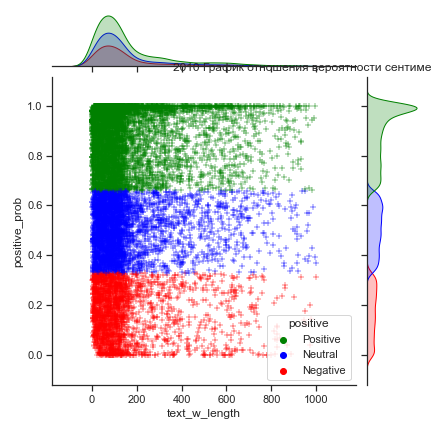 2016 График отношения вероятности сентиме
1.0
0.8
0.6
0.4
0.2
0.0
positive_prob
0
200
400
600
800
1000
text_w_length
positive
Positive
Neutral
Negative